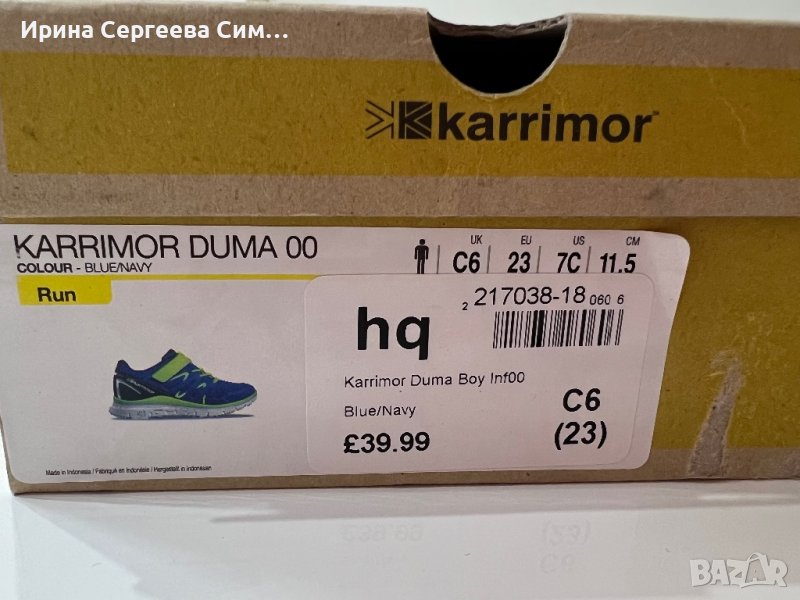 Ирина Сергеева Сим...
karrimor
KARRIMOR DUMA 00
COLOUR - BLUE/NAVY
Run
UK EU US CM
C6 23 7C 11.5
2 217038-18 060 6
hq
Karrimor Duma Boy Inf00
Blue/Navy
£39.99
C6
(23)
Made in Indonesia / Fabriqué en Indonésie / Hergestellt in indonesien
BAZAR